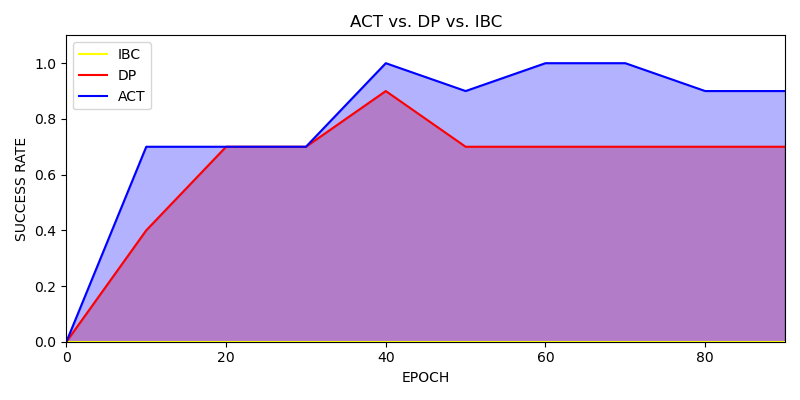 ACT vs. DP vs. IBC
IBC
DP
ACT
SUCCESS RATE
1.0
0.8
0.6
0.4
0.2
0.0
0 20 40 60 80
EPOCH